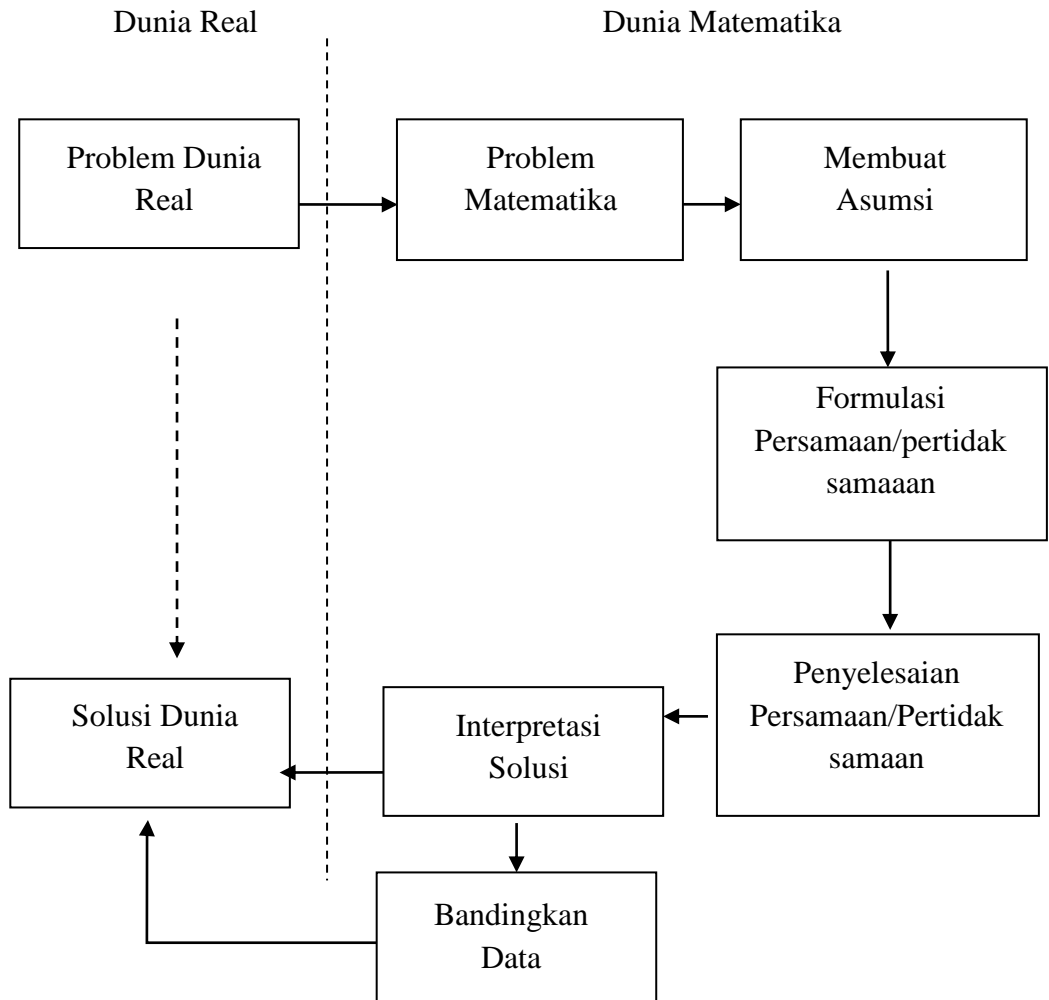 Dunia Real
Dunia Matematika
Problem Dunia
Real
Problem
Matematika
Membuat
Asumsi
Formulasi
Persamaan/pertidak
samaaan
Penyelesaian
Persamaan/Pertidak
samaan
Interpretasi
Solusi
Solusi Dunia
Real
Bandingkan
Data